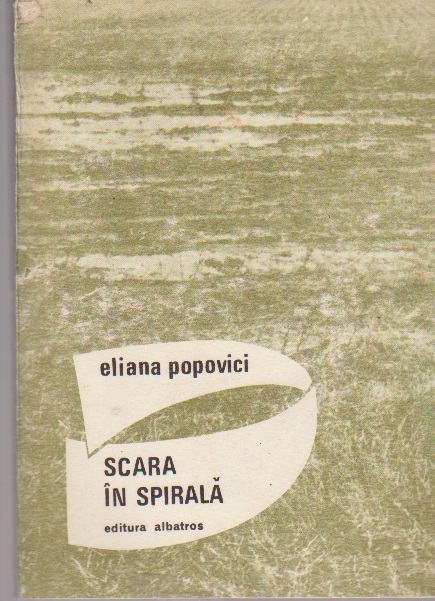 eliana popovici
SCARA
ÎN SPIRALĂ
editura albatros